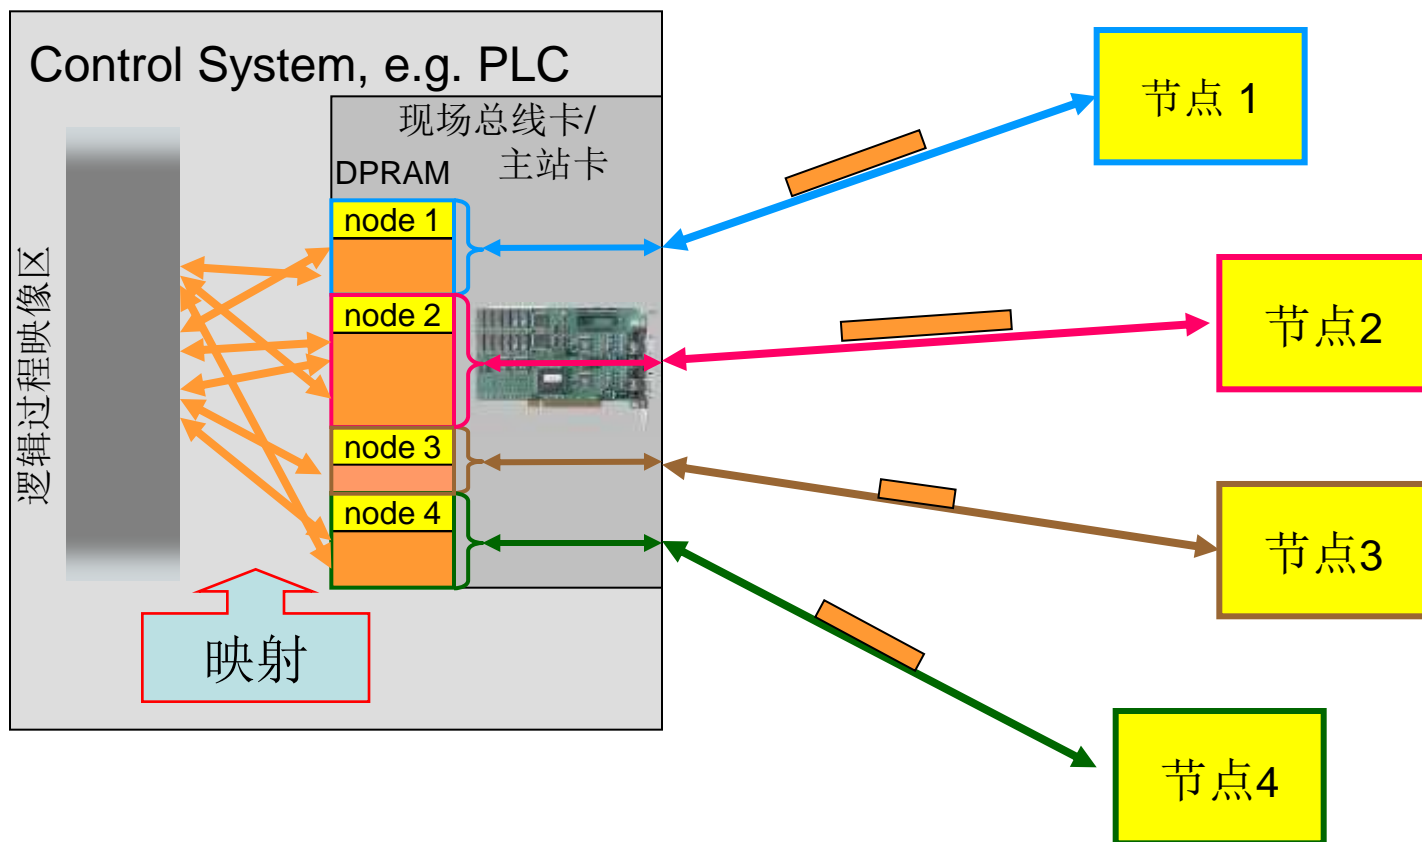 Control System, e.g. PLC
现场总线卡/
主站卡
DPRAM
node 1
node 2
node 3
node 4
逻辑过程映像区
映射
节点 1
节点2
节点3
节点4